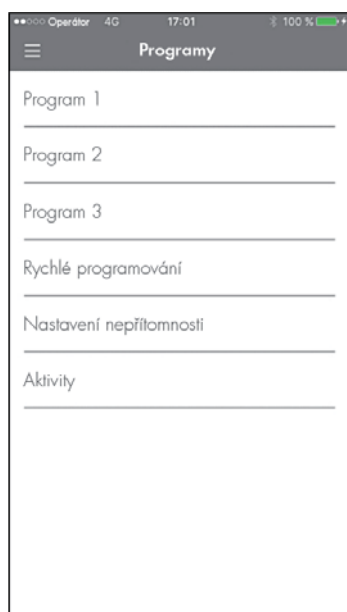 Operátor 4G 17:01 100 %
Programy
Program 1
Program 2
Program 3
Rychlé programování
Nastavení nepřítomnosti
Aktivity